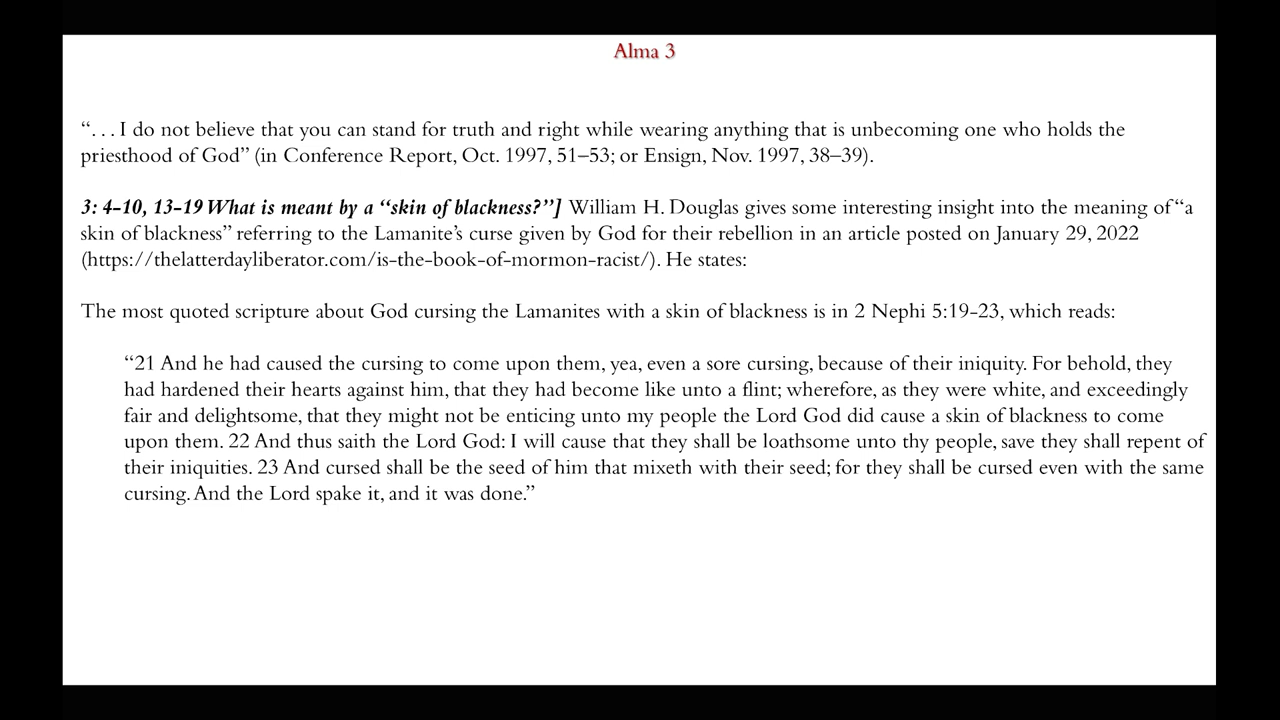 Alma 3
“. . . I do not believe that you can stand for truth and right while wearing anything that is unbecoming one who holds the
priesthood of God” (in Conference Report, Oct. 1997, 51–53; or Ensign, Nov. 1997, 38–39).
3: 4-10, 13-19 What is meant by a “skin of blackness?”] William H. Douglas gives some interesting insight into the meaning of “a
skin of blackness” referring to the Lamanite’s curse given by God for their rebellion in an article posted on January 29, 2022
(https://thelatterdayliberator.com/is-the-book-of-mormon-racist/). He states:
The most quoted scripture about God cursing the Lamanites with a skin of blackness is in 2 Nephi 5:19-23, which reads:
“21 And he had caused the cursing to come upon them, yea, even a sore cursing, because of their iniquity. For behold, they
had hardened their hearts against him, that they had become like unto a flint; wherefore, as they were white, and exceedingly
fair and delightsome, that they might not be enticing unto my people the Lord God did cause a skin of blackness to come
upon them. 22 And thus saith the Lord God: I will cause that they shall be loathsome unto thy people, save they shall repent of
their iniquities. 23 And cursed shall be the seed of him that mixeth with their seed; for they shall be cursed even with the same
cursing. And the Lord spake it, and it was done.”